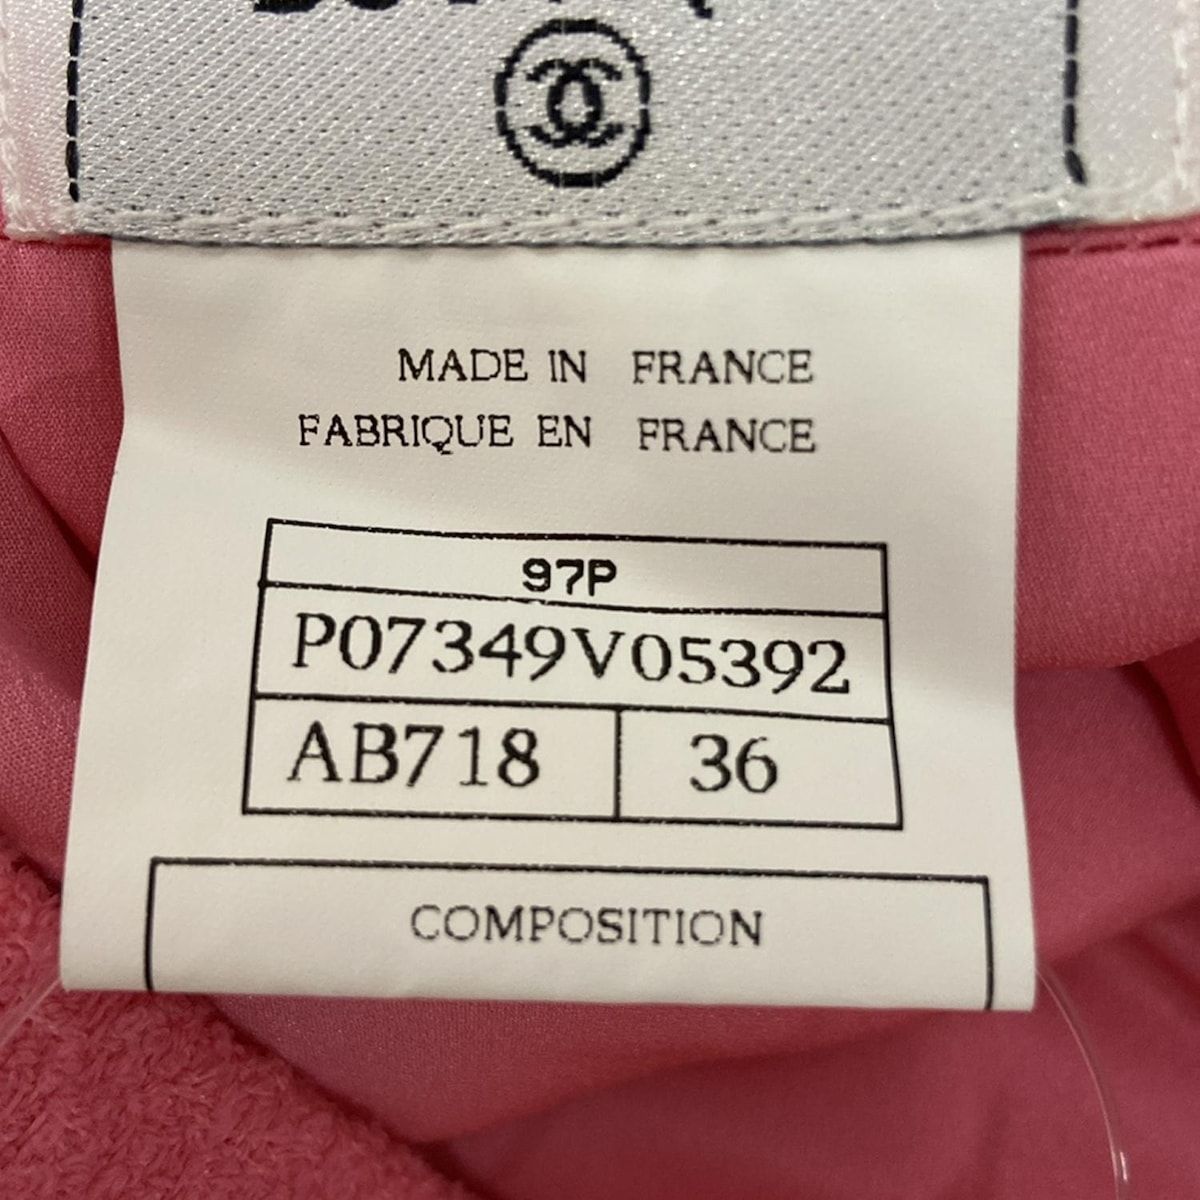 MADE IN FRANCE
FABRIQUE EN FRANCE
97P
P07349V05392
AB718 36
COMPOSITION